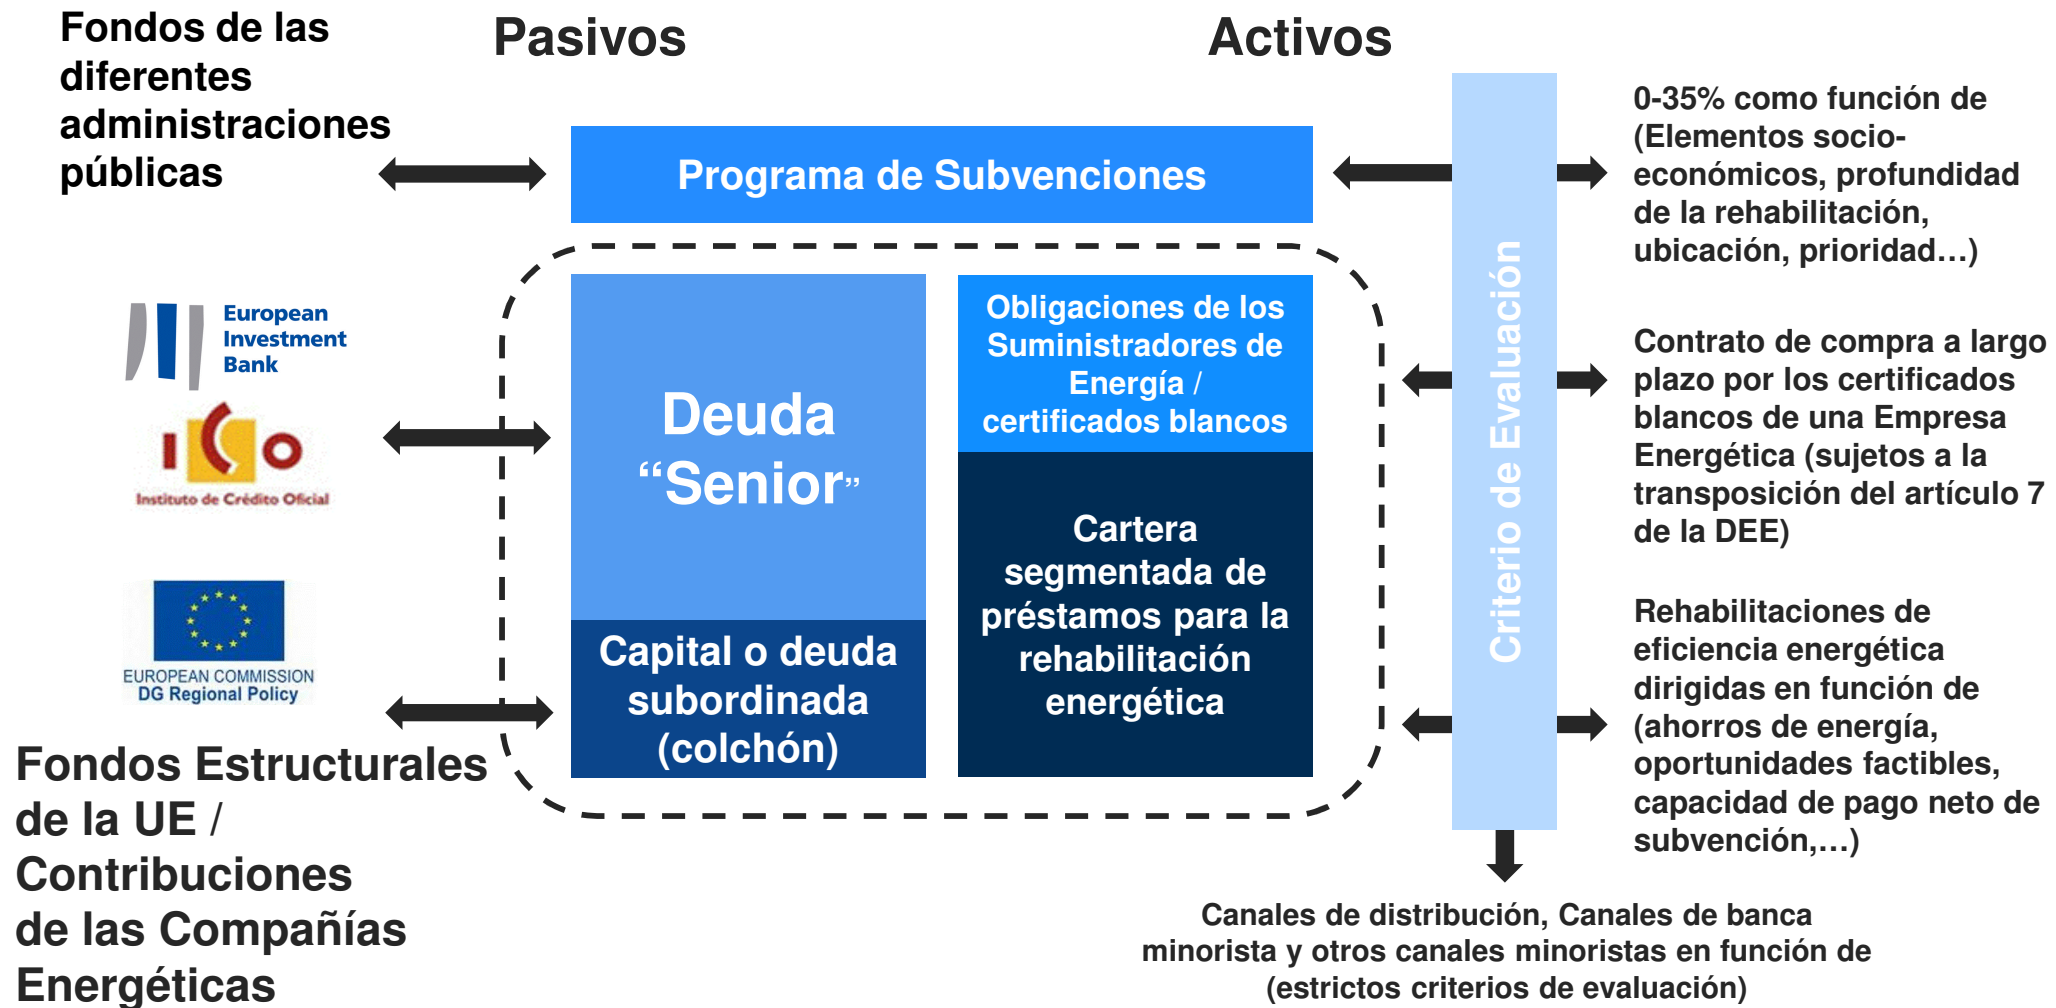 Fondos de las
diferentes
administraciones
públicas
Pasivos
Activos
Programa de Subvenciones
0-35% como función de
(Elementos socio-
económicos, profundidad
de la rehabilitación,
ubicación, prioridad…)
European
Investment
Bank
ICO
Instituto de Crédito Oficial
EUROPEAN COMMISSION
DG Regional Policy
Deuda
“Senior”
Capital o deuda
subordinada
(colchón)
Obligaciones de los
Suministradores de
Energía /
certificados blancos
Cartera
segmentada de
préstamos para la
rehabilitación
energética
Criterio de Evaluación
Contrato de compra a largo
plazo por los certificados
blancos de una Empresa
Energética (sujetos a la
transposición del artículo 7
de la DEE)
Rehabilitaciones de
eficiencia energética
dirigidas en función de
(ahorros de energía,
oportunidades factibles,
capacidad de pago neto de
subvención,…)
Fondos Estructurales
de la UE /
Contribuciones
de las Compañías
Energéticas
Canales de distribución, Canales de banca
minorista y otros canales minoristas en función de
(estrictos criterios de evaluación)